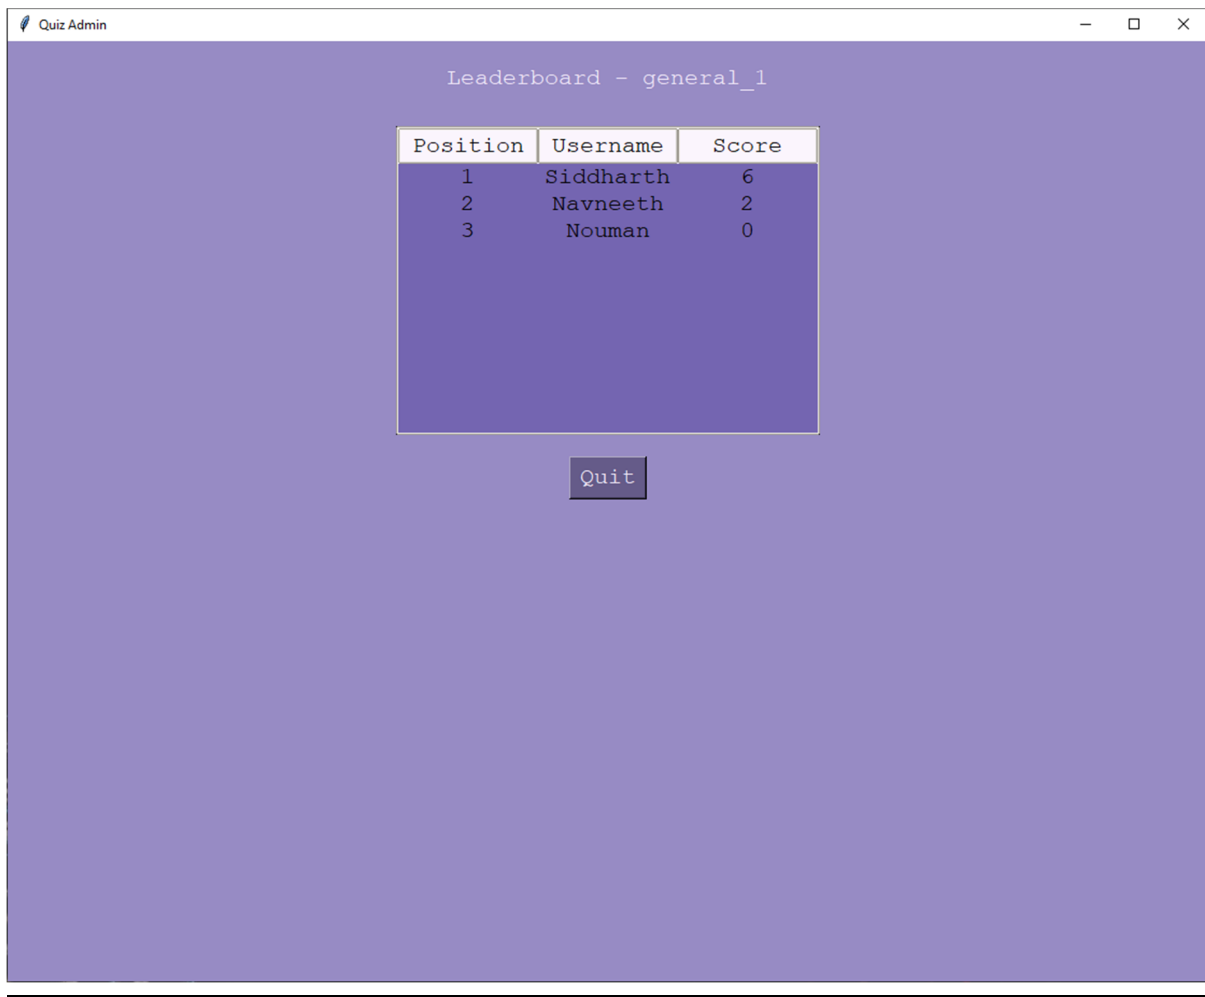 Quiz Admin
Leaderboard - general_1
Position Username Score
1 Siddharth 6
2 Navneeth 2
3 Nouman 0
Quit